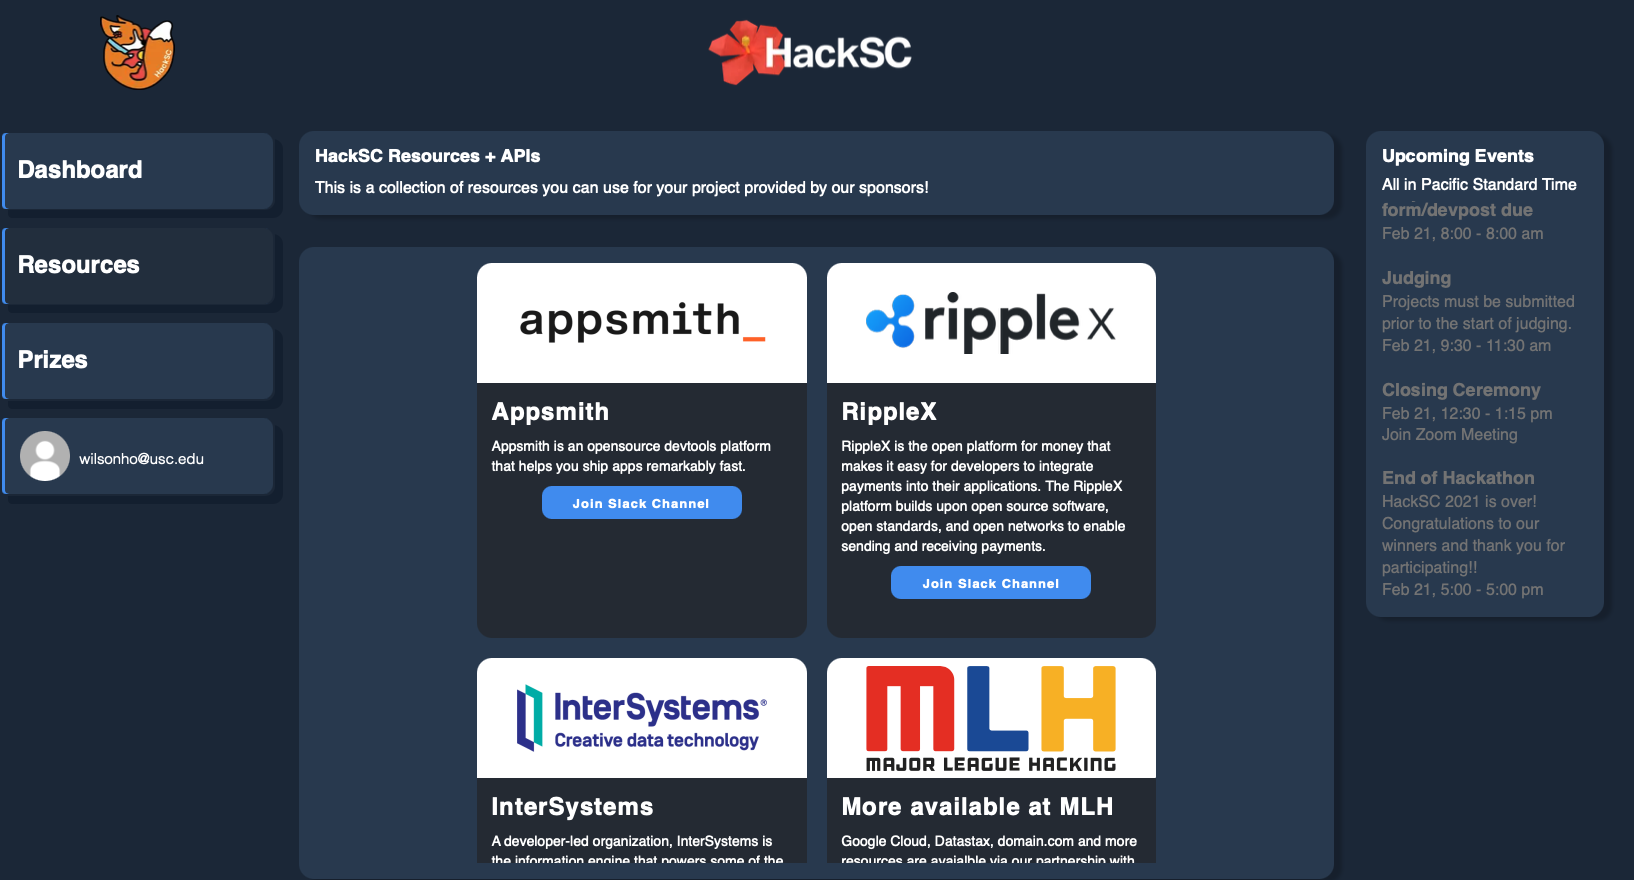 HackSC
HackSC
Dashboard
Resources
Prizes
wilsonho@usc.edu
HackSC Resources + APIs
This is a collection of resources you can use for your project provided by our sponsors!
appsmith_
Appsmith
Appsmith is an opensource devtools platform
that helps you ship apps remarkably fast.
Join Slack Channel
ripple x
RippleX
RippleX is the open platform for money that
makes it easy for developers to integrate
payments into their applications. The RippleX
platform builds upon open source software,
open standards, and open networks to enable
sending and receiving payments.
Join Slack Channel
InterSystems®
Creative data technology
InterSystems
A developer-led organization, InterSystems is
the information engine that powers some of the
MLH
MAJOR LEAGUE HACKING
More available at MLH
Google Cloud, Datastax, domain.com and more
resources are avaialble via our partnership with
Upcoming Events
All in Pacific Standard Time
form/devpost due
Feb 21, 8:00 - 8:00 am
Judging
Projects must be submitted
prior to the start of judging.
Feb 21, 9:30 - 11:30 am
Closing Ceremony
Feb 21, 12:30 - 1:15 pm
Join Zoom Meeting
End of Hackathon
HackSC 2021 is over!
Congratulations to our
winners and thank you for
participating!!
Feb 21, 5:00 - 5:00 pm